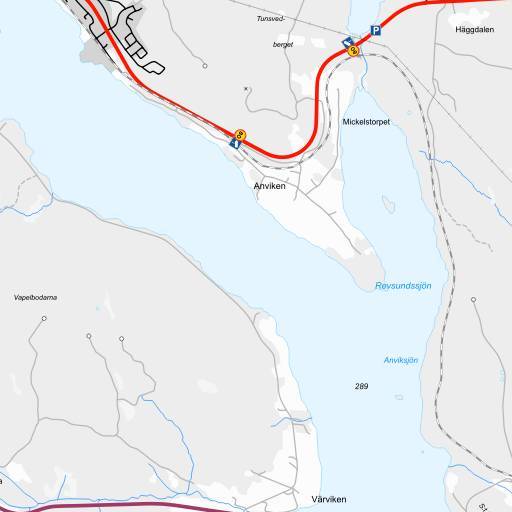 Tunsved-
P
Häggdalen
berget
Mickelstorpet
Anviken
Revsundssjön
Vapelbodarna
Anviksjön
289
Värviken